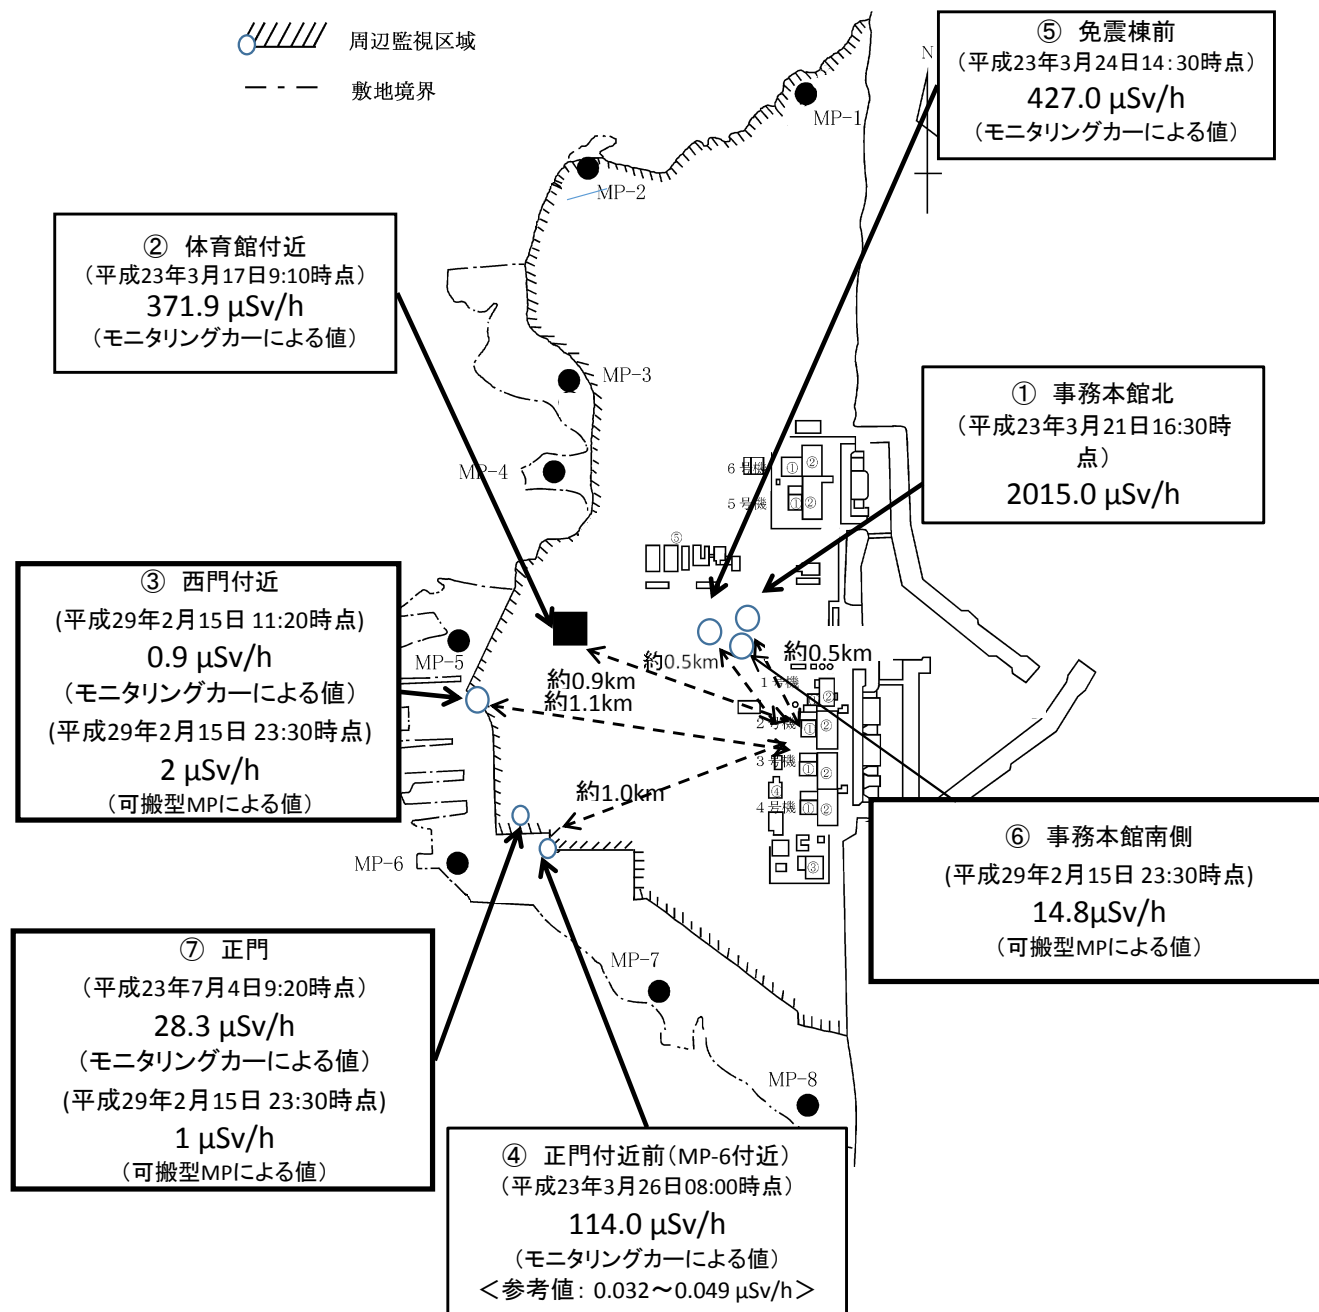 周辺監視区域
敷地境界
⑤ 免震棟前
(平成23年3月24日14:30時点)
427.0 μSv/h
(モニタリングカーによる値)
N
MP-1
MP-2
② 体育館付近
(平成23年3月17日9:10時点)
371.9 μSv/h
(モニタリングカーによる値)
MP-3
① 事務本館北
(平成23年3月21日16:30時
点)
2015.0 μSv/h
MP-4
6号機
①
②
5号機
①
②
⑤
③ 西門付近
(平成29年2月15日 11:20時点)
0.9 μSv/h
(モニタリングカーによる値)
(平成29年2月15日 23:30時点)
2 μSv/h
(可搬型MPによる値)
MP-5
約0.5km
約0.5km
約0.9km
約1.1km
1号機
②
2号機
①
②
3号機
①
②
④
4号機
①
②
③
約1.0km
MP-6
⑥ 事務本館南側
(平成29年2月15日 23:30時点)
14.8μSv/h
(可搬型MPによる値)
⑦ 正門
(平成23年7月4日9:20時点)
28.3 μSv/h
(モニタリングカーによる値)
(平成29年2月15日 23:30時点)
1 μSv/h
(可搬型MPによる値)
MP-7
MP-8
④ 正門付近前(MP-6付近)
(平成23年3月26日08:00時点)
114.0 μSv/h
(モニタリングカーによる値)
<参考値: 0.032～0.049 μSv/h>